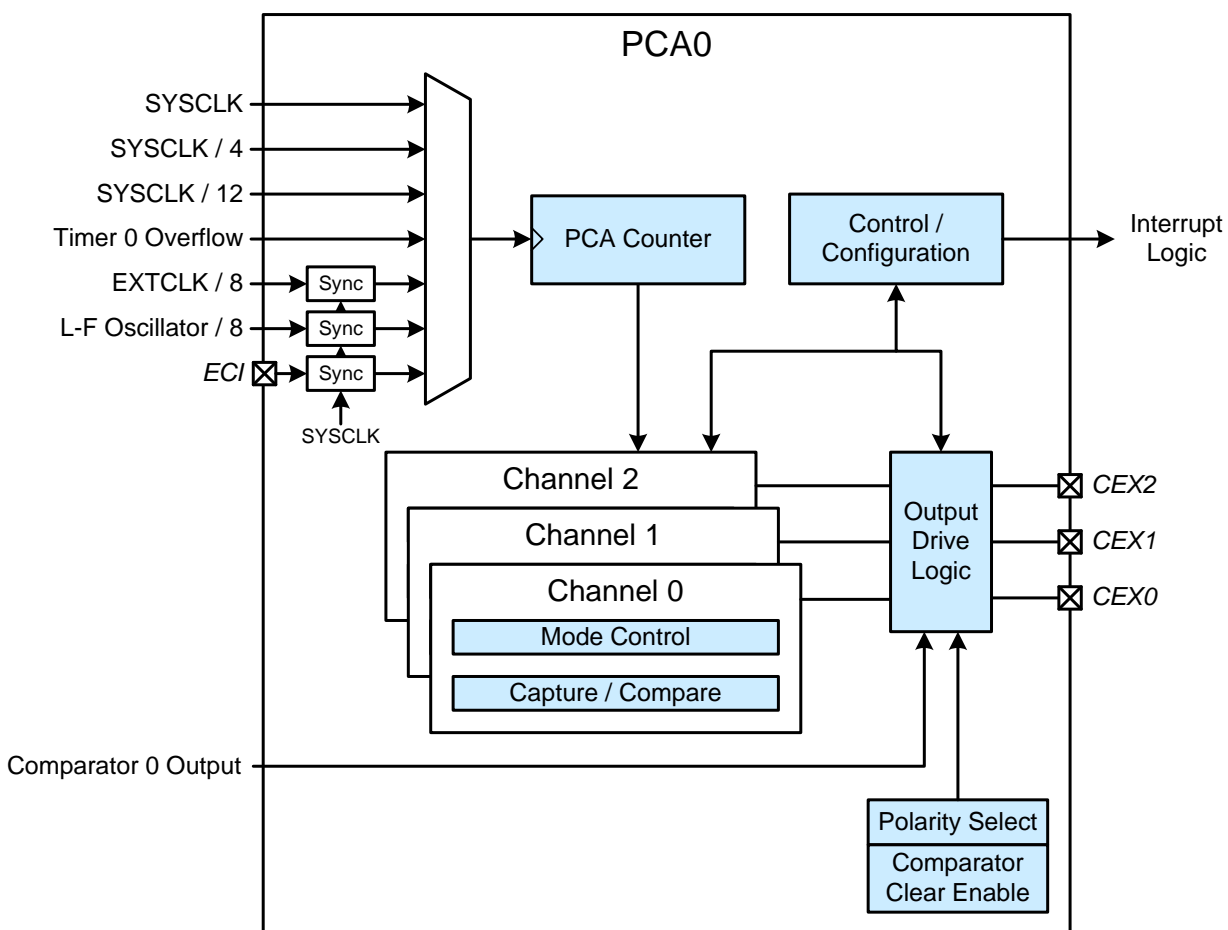 PCA0
SYSCLK
SYSCLK / 4
SYSCLK / 12
Timer 0 Overflow
EXTCLK / 8
L-F Oscillator / 8
ECI
Sync
Sync
Sync
SYSCLK
PCA Counter
Control /
Configuration
Interrupt
Logic
Channel 2
Channel 1
Channel 0
Mode Control
Capture / Compare
Output
Drive
Logic
CEX2
CEX1
CEX0
Comparator 0 Output
Polarity Select
Comparator
Clear Enable